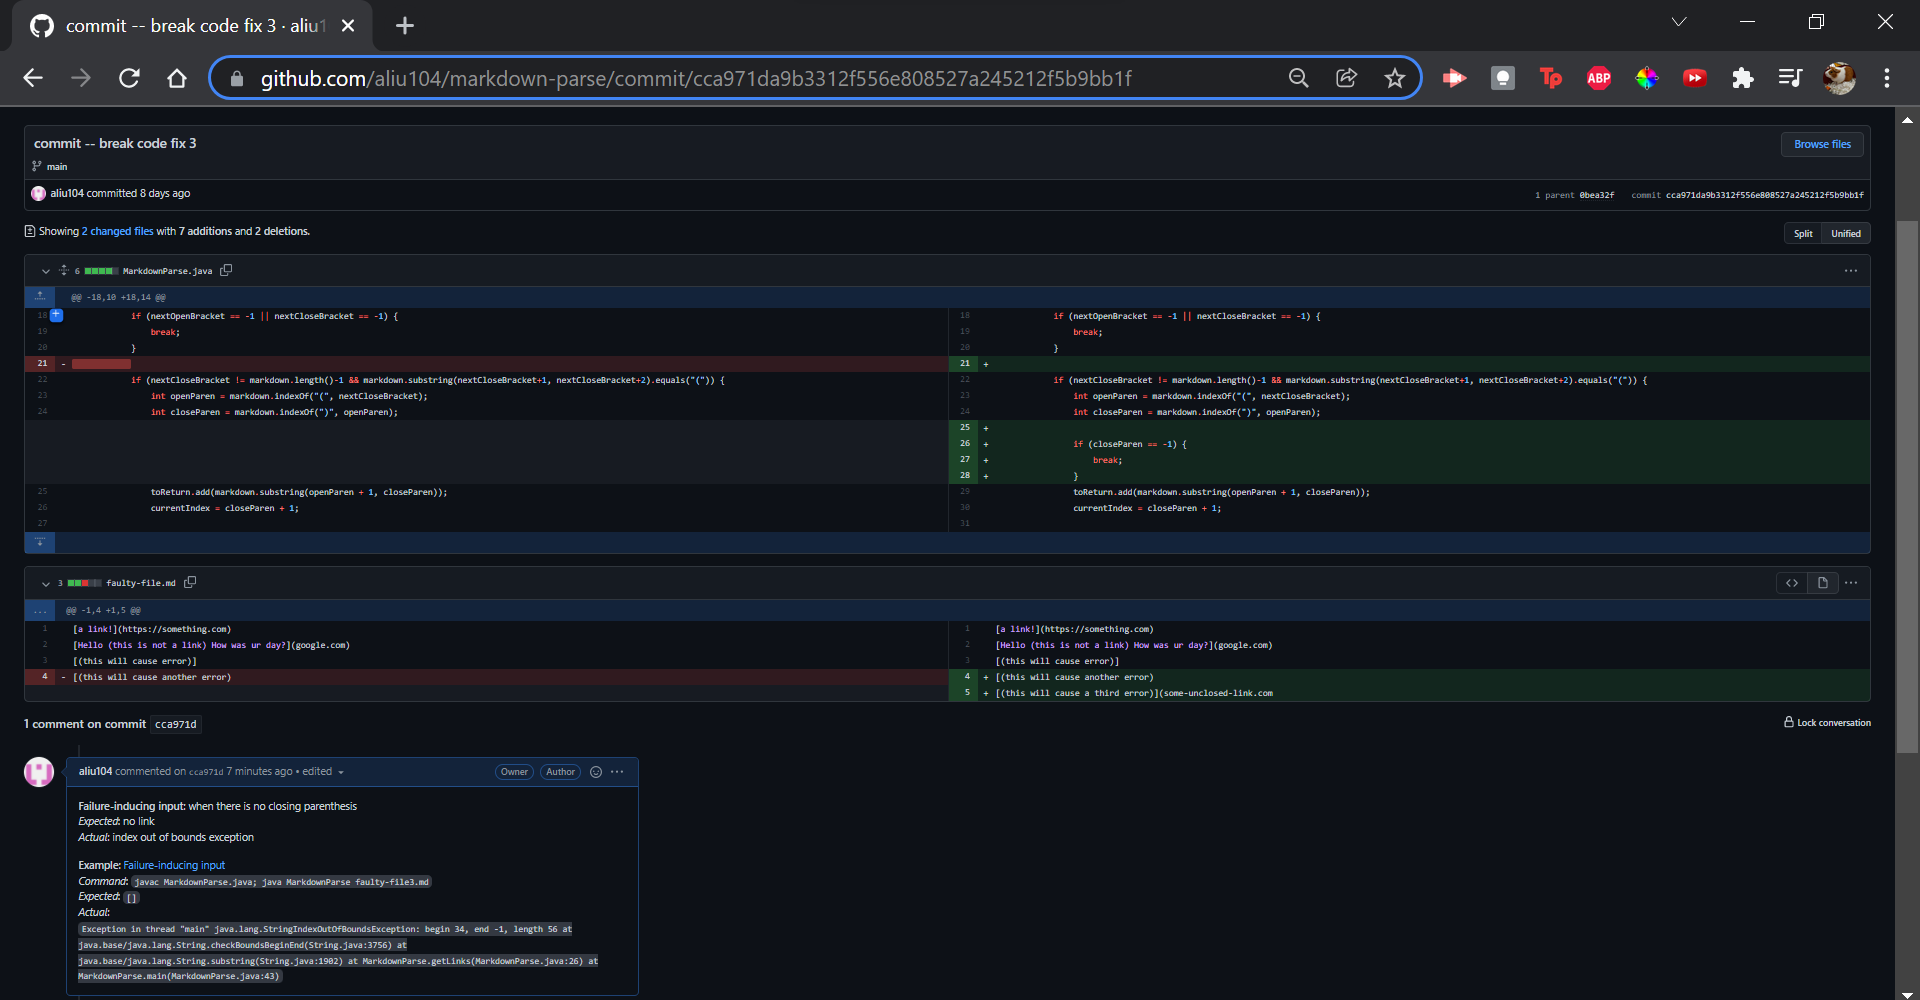 commit -- break code fix 3 · aliu1
github.com/aliu104/markdown-parse/commit/cca971da9b3312f556e808527a245212f5b9bb1f
Tp
ABP
commit -- break code fix 3
Browse files
main
aliu104 committed 8 days ago
1 parent 0bea32f commit cca971da9b3312f556e808527a245212f5b9bb1f
Showing 2 changed files with 7 additions and 2 deletions.
Split Unified
6 MarkdownParse.java
@@ -18,10 +18,14 @@
18 if (nextOpenBracket == -1 || nextCloseBracket == -1) { 18 if (nextOpenBracket == -1 || nextCloseBracket == -1) {
19 break; 19 break;
20 } 20 }
21 - 21 +
22 if (nextCloseBracket != markdown.length()-1 && markdown.substring(nextCloseBracket+1, nextCloseBracket+2).equals("(")) { 22 if (nextCloseBracket != markdown.length()-1 && markdown.substring(nextCloseBracket+1, nextCloseBracket+2).equals("(")) {
23 int openParen = markdown.indexOf("(", nextCloseBracket); 23 int openParen = markdown.indexOf("(", nextCloseBracket);
24 int closeParen = markdown.indexOf(")", openParen); 24 int closeParen = markdown.indexOf(")", openParen);
25 +
26 + if (closeParen == -1) {
27 + break;
28 + }
25 toReturn.add(markdown.substring(openParen + 1, closeParen)); 29 toReturn.add(markdown.substring(openParen + 1, closeParen));
26 currentIndex = closeParen + 1; 30 currentIndex = closeParen + 1;
27 31
3 faulty-file.md
... @@ -1,4 +1,5 @@
1 [a link!](https://something.com) 1 [a link!](https://something.com)
2 [Hello (this is not a link) How was ur day?](google.com) 2 [Hello (this is not a link) How was ur day?](google.com)
3 [(this will cause error)] 3 [(this will cause error)]
4 - [(this will cause another error) 4 + [(this will cause another error)
5 + [(this will cause a third error)](some-unclosed-link.com
1 comment on commit cca971d
Lock conversation
aliu104 commented on cca971d 7 minutes ago • edited
Owner Author
Failure-inducing input: when there is no closing parenthesis
Expected: no link
Actual: index out of bounds exception
Example: Failure-inducing input
Command: javac MarkdownParse.java; java MarkdownParse faulty-file3.md
Expected: []
Actual:
Exception in thread "main" java.lang.StringIndexOutOfBoundsException: begin 34, end -1, length 56 at
java.base/java.lang.String.checkBoundsBeginEnd(String.java:3756) at
java.base/java.lang.String.substring(String.java:1902) at MarkdownParse.getLinks(MarkdownParse.java:26) at
MarkdownParse.main(MarkdownParse.java:43)